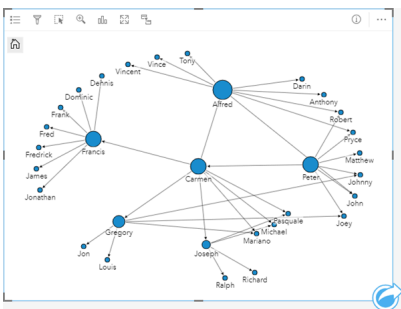 Tony
Vince
Vincent
Dennis
Darin
Dominic
Alfred
Anthony
Frank
Robert
Fred
Pryce
Francis
Fredrick
Matthew
James
Carmen
Peter
Johnny
Jonathan
John
Pasquale
Joey
Gregory
Michael
Mariano
Jon
Joseph
Louis
Richard
Ralph